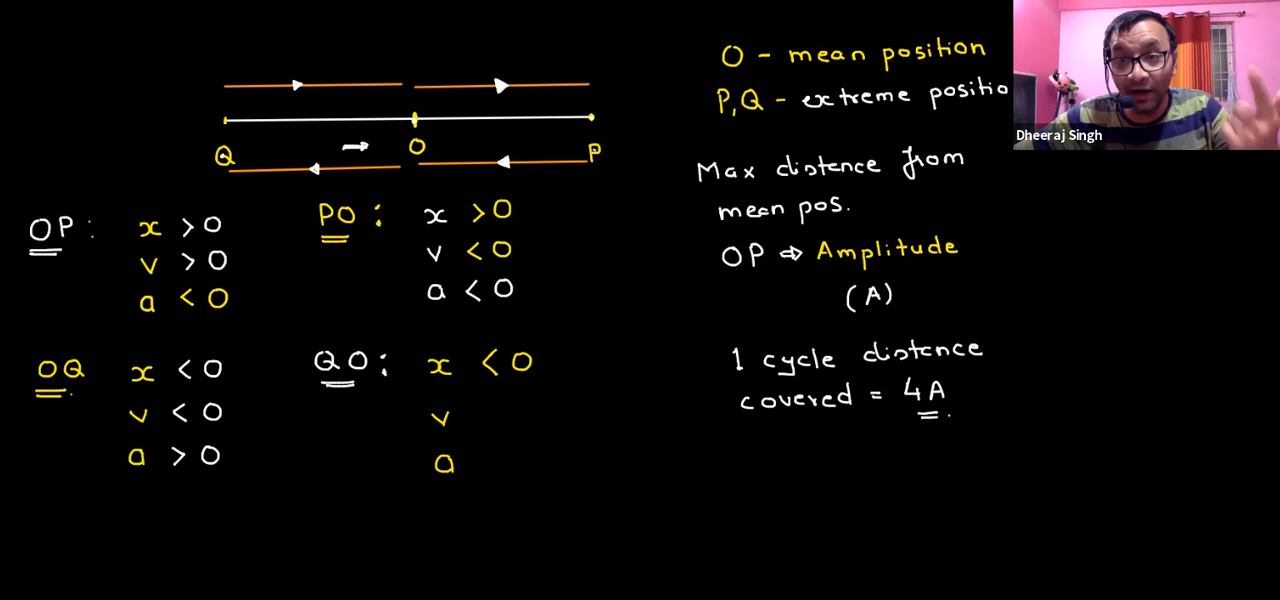 Q O P
OP : x > 0
v > 0
a < 0
PO : x > 0
v < 0
a < 0
OQ x < 0
v < 0
a > 0
QO : x < 0
v
a
O - mean position
P,Q - extreme positio
Max distance from
mean pos.
OP ⇒ Amplitude
(A)
1 cycle distance
covered = 4A
Dheeraj Singh